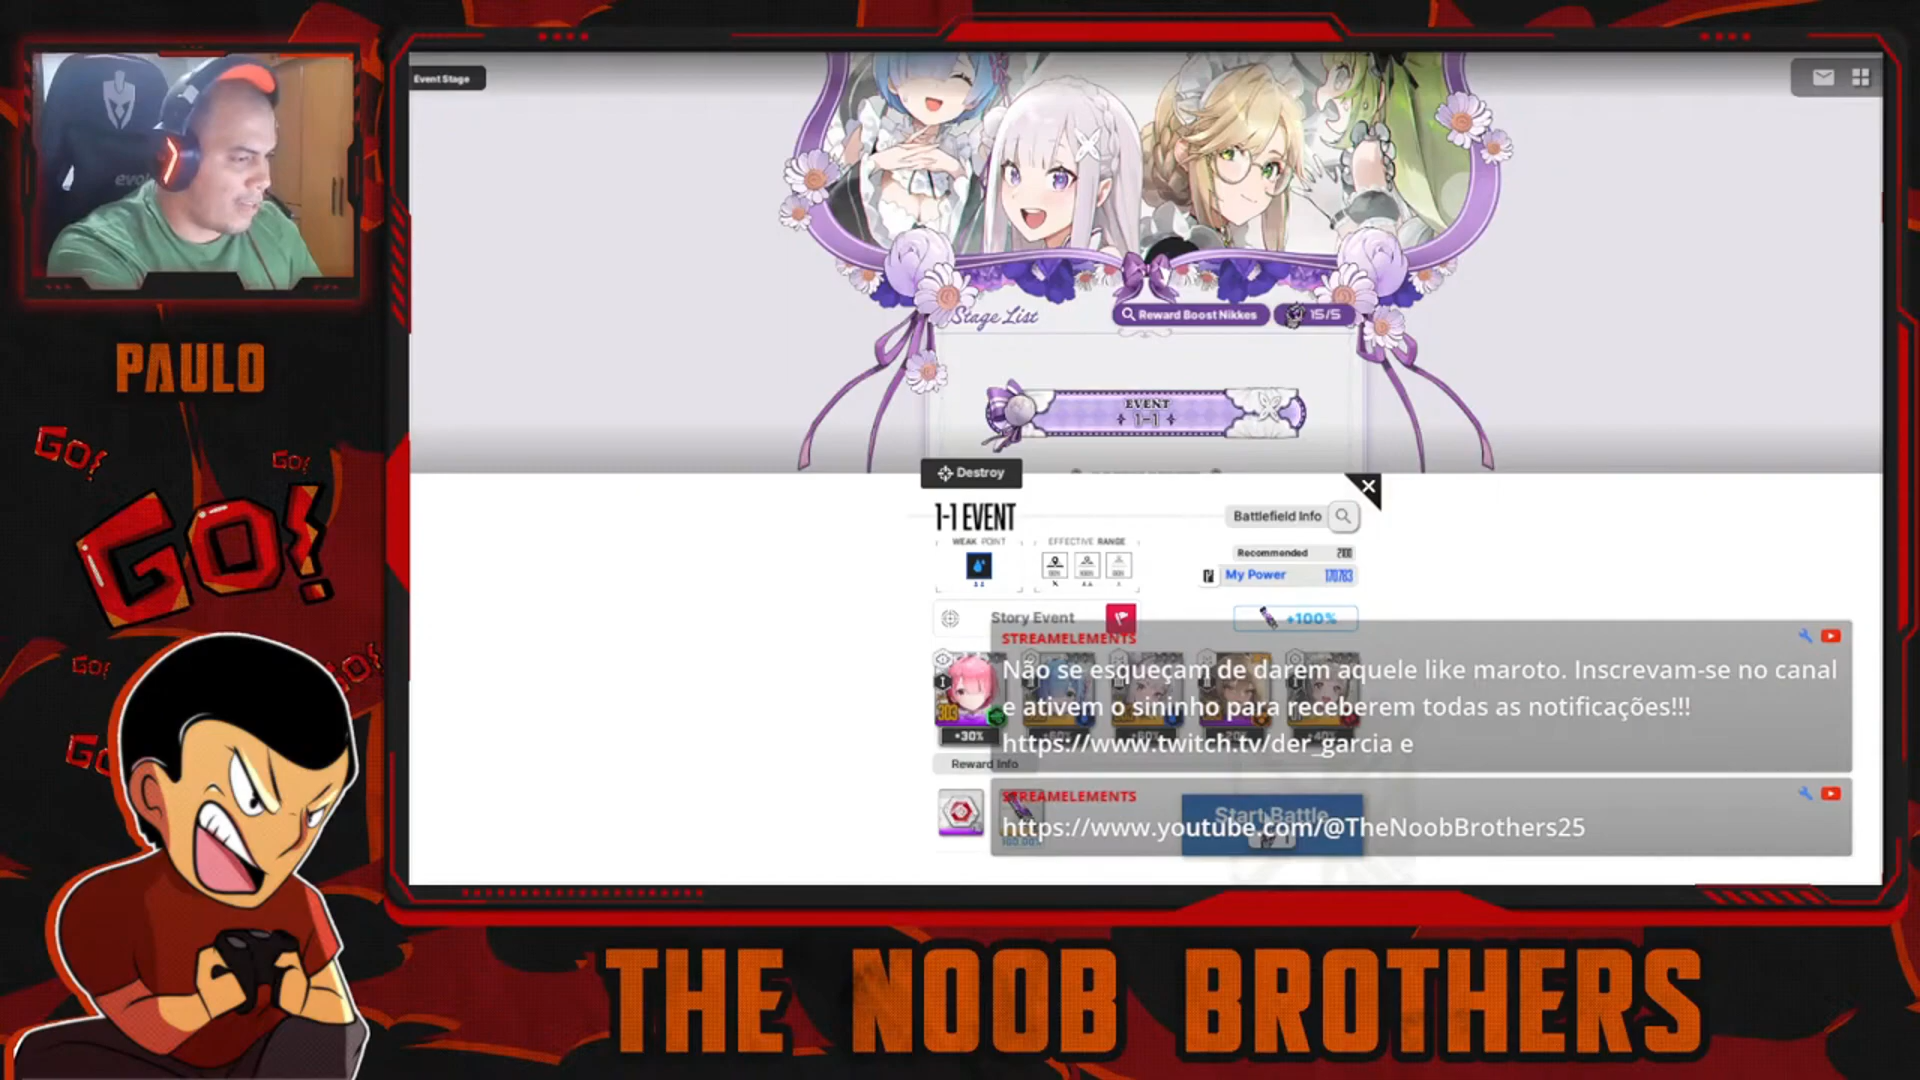 Event Stage
Stage List
Reward Boost Nikkes
15/5
EVENT
1-1
Destroy
1-1 EVENT
Battlefield Info
WEAK POINT
EFFECTIVE RANGE
Recommended 2100
My Power 170783
Story Event
+100%
STREAMELEMENTS
Não se esqueçam de darem aquele like maroto. Inscrevam-se no canal
e ativem o sininho para receberem todas as notificações!!!
https://www.twitch.tv/der_garcia e
303
+30%
Reward Info
STREAMELEMENTS
Start Battle
https://www.youtube.com/@TheNoobBrothers25
PAULO
GO!
GO!
GO!
GO!
THE NOOB BROTHERS